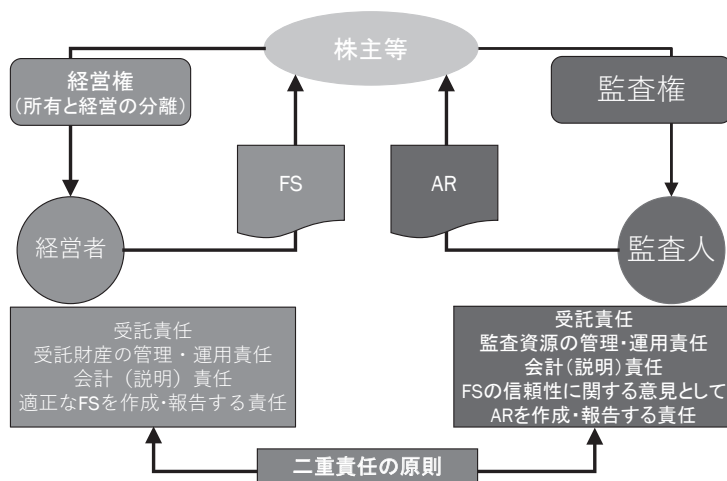 株主等
経営権
(所有と経営の分離)
監査権
FS
AR
経営者
監査人
受託責任
受託財産の管理・運用責任
会計（説明）責任
適正なFSを作成・報告する責任
受託責任
監査資源の管理・運用責任
会計(説明)責任
FSの信頼性に関する意見として
ARを作成・報告する責任
二重責任の原則